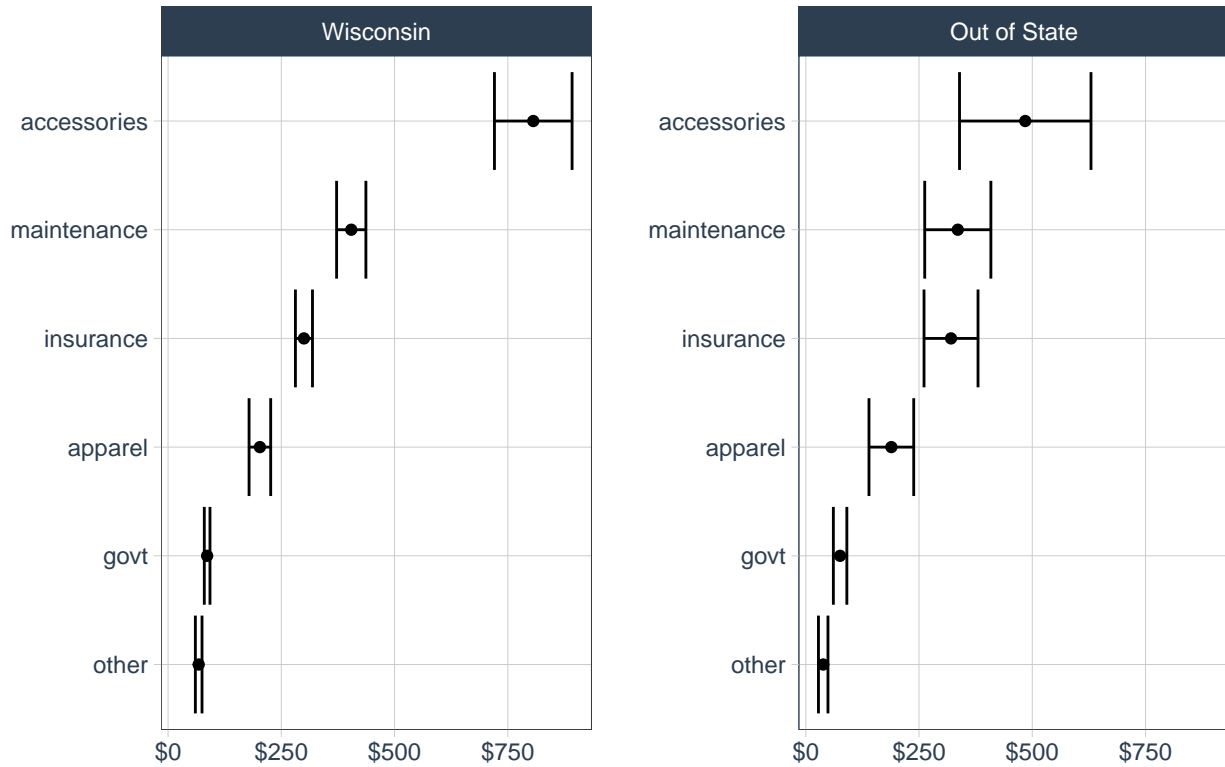 Wisconsin
Out of State
accessories
maintenance
insurance
apparel
govt
other
$0 $250 $500 $750
accessories
maintenance
insurance
apparel
govt
other
$0 $250 $500 $750